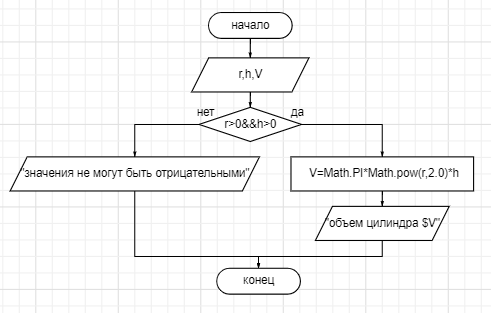 начало
r,h,V
нет
да
r>0&&h>0
"значения не могут быть отрицательными"
V=Math.PI*Math.pow(r,2.0)*h
"объем цилиндра $V"
конец